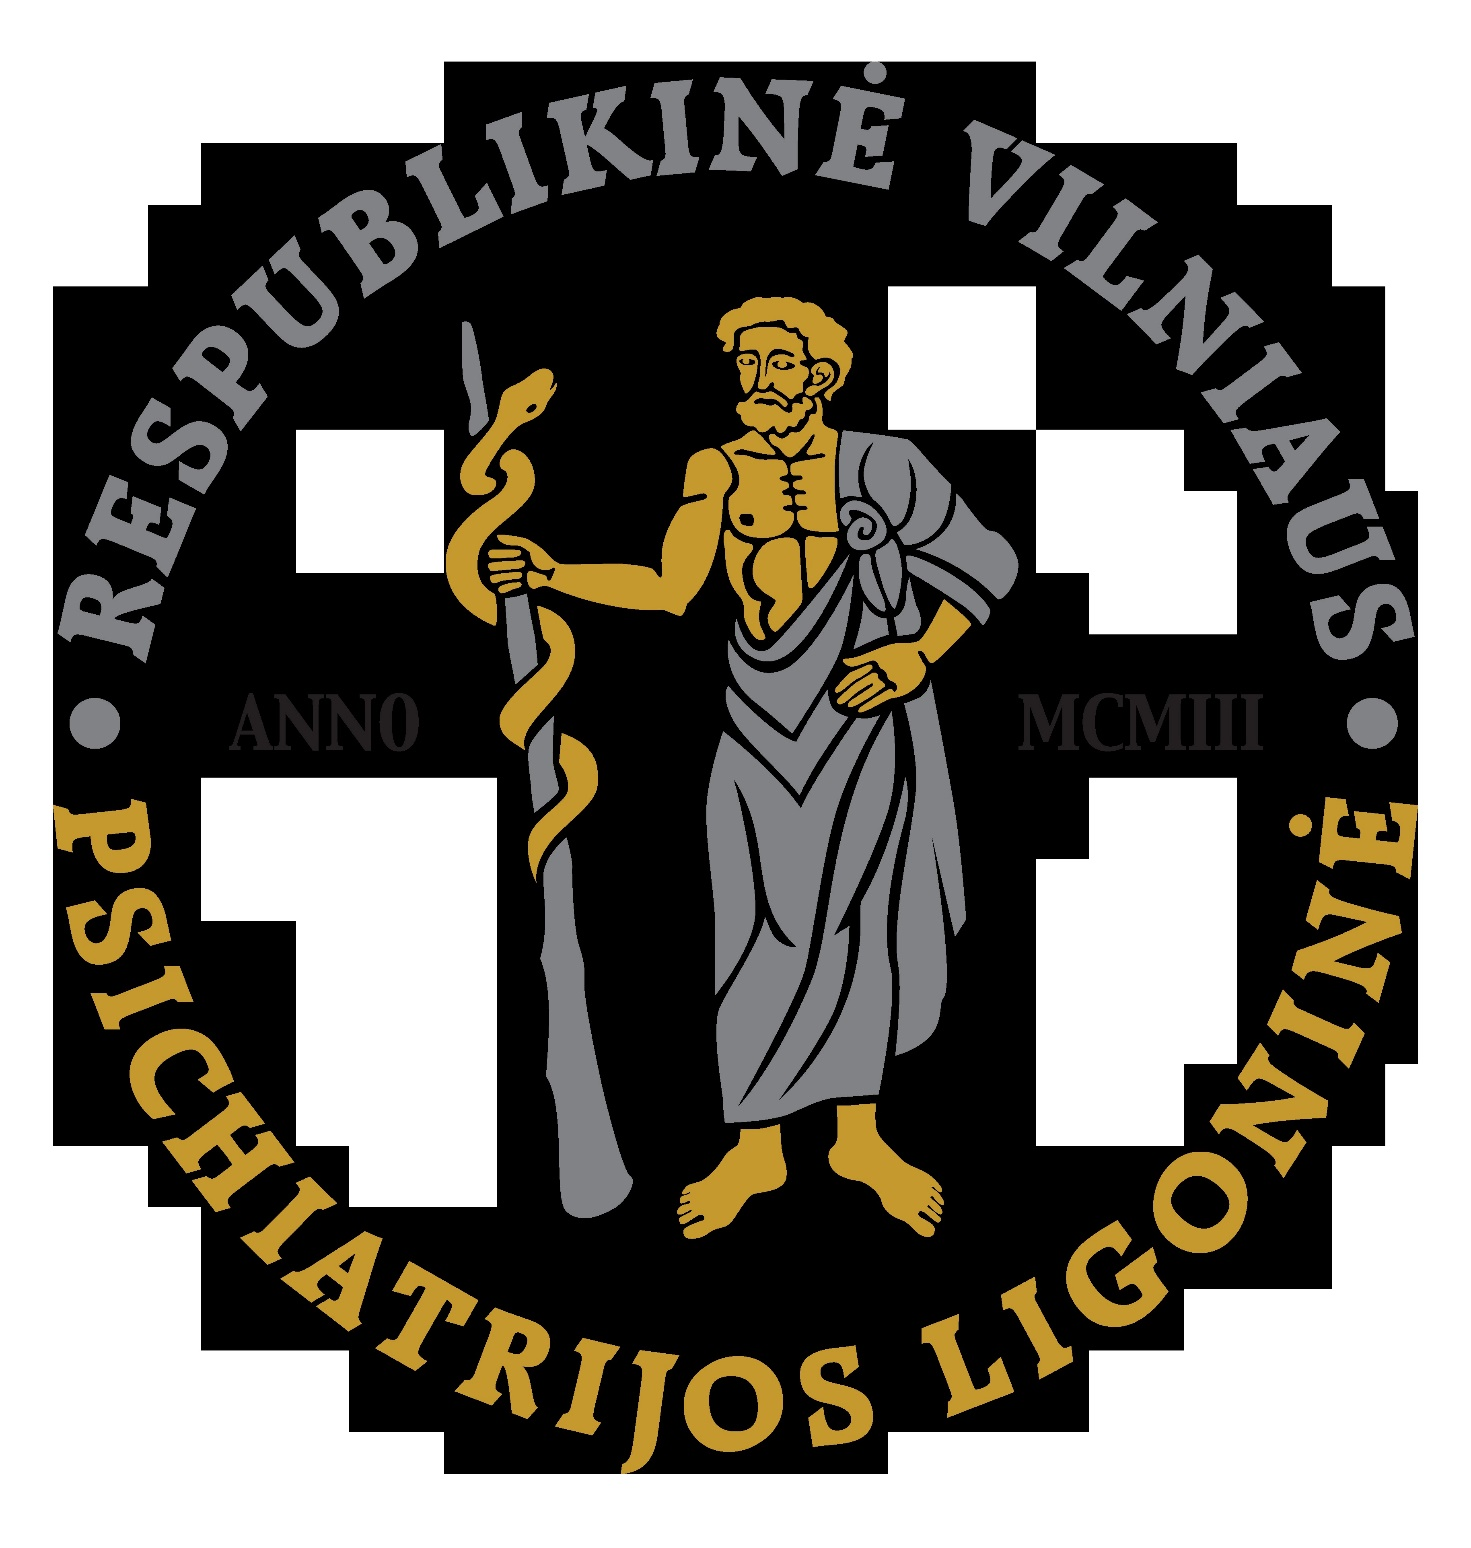 RESPUBLIKINĖ VILNIAUS
ANNO MCMIII
PSICHIATRIJOS LIGONINĖ